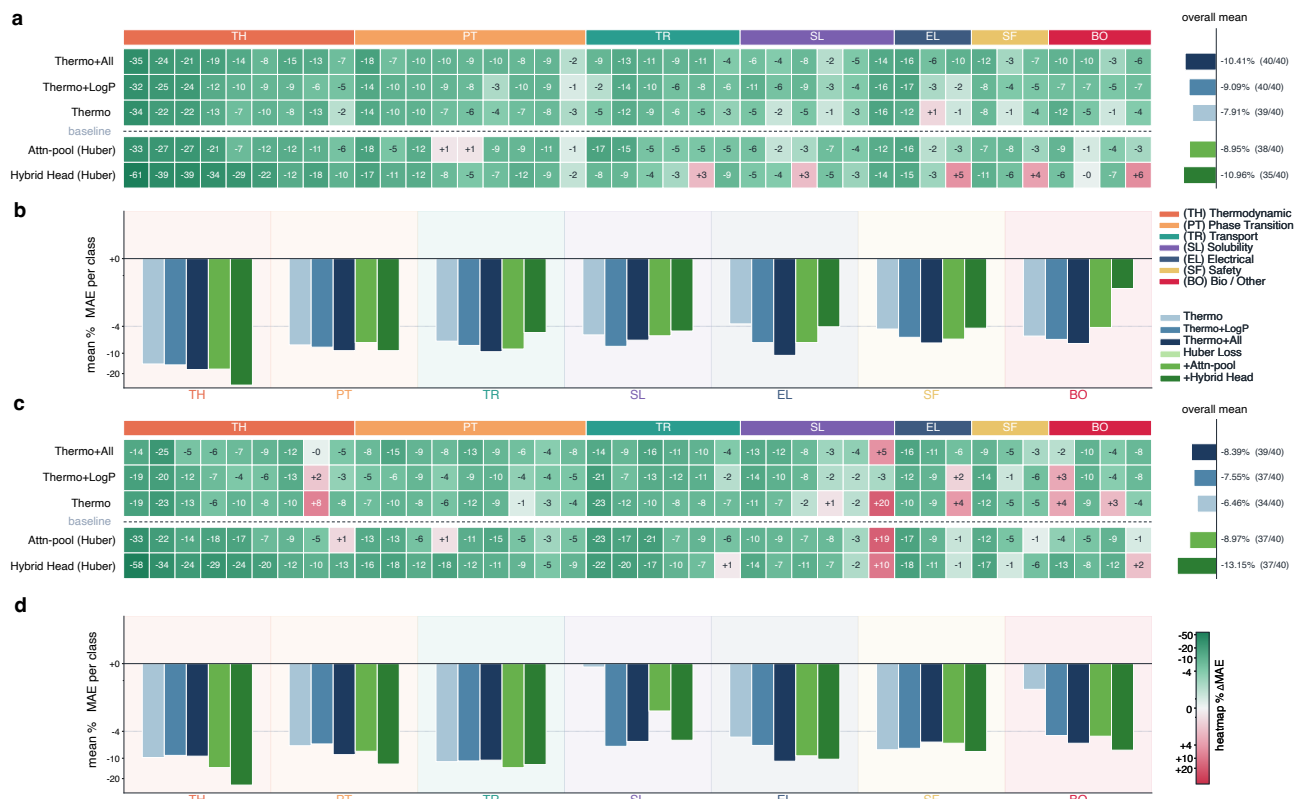 a
TH PT TR SL EL SF BO
overall mean
Thermo+All -35 -24 -21 -19 -14 -8 -15 -13 -7 -18 -7 -10 -10 -9 -10 -8 -10 -2 -9 -13 -11 -9 -11 -4 -6 -4 -8 -2 -5 -14 -16 -6 -10 -12 -3 -7 -10 -10 -3 -6 -10.41% (40/40)
Thermo+LogP -32 -25 -24 -12 -10 -9 -9 -6 -8 -14 -10 -10 -9 -8 -3 -10 -9 -1 -2 -14 -10 -6 -8 -6 -5 -11 -9 -3 -4 -16 -17 -3 -2 -8 -4 -5 -7 -7 -5 -7 -9.09% (40/40)
Thermo -34 -22 -22 -13 -7 -10 -8 -13 -2 -14 -10 -10 -7 -6 -4 -7 -8 -3 -5 -12 -9 -6 -9 -5 -5 -5 -11 -5 -3 -16 -12 +1 -1 -8 -1 -4 -12 -5 -1 -4 -7.91% (39/40)
baseline
Attn-pool (Huber) -33 -27 -27 -21 -7 -12 -12 -11 -6 -18 -5 -12 +1 +1 -9 -9 -11 -1 -17 -15 -5 -5 -5 -5 -6 -2 -3 -7 -5 -12 -16 -2 -3 -7 -8 -3 -9 -1 -4 -3 -8.95% (38/40)
Hybrid Head (Huber) -61 -39 -39 -34 -29 -22 -12 -18 -10 -17 -11 -12 -8 -5 -7 -12 -9 -2 -8 -9 -4 -3 +3 -9 -5 -4 +3 -3 -4 -14 -15 -3 +5 -11 -6 +4 -6 -0 -7 +6 -10.96% (35/40)
b
mean % MAE per class
+0
-4
-10
-20
TH PT TR SL EL SF BO
(TH) Thermodynamic
(PT) Phase Transition
(TR) Transport
(SL) Solubility
(EL) Electrical
(SF) Safety
(BO) Bio / Other
Thermo
Thermo+LogP
Thermo+All
Huber Loss
+Attn-pool
+Hybrid Head
c
TH PT TR SL EL SF BO
overall mean
Thermo+All -14 -25 -5 -6 -7 -9 -12 -0 -5 -8 -15 -9 -9 -13 -9 -6 -4 -8 -14 -9 -16 -11 -10 -4 -13 -12 -8 -3 -4 +5 -16 -11 -6 -9 -5 -3 -2 -10 -4 -8 -8.39% (39/40)
Thermo+LogP -19 -20 -12 -7 -4 -6 -13 +2 -3 -5 -6 -9 -4 -9 -10 -4 -4 -4 -21 -7 -9 -11 -10 -2 -14 -10 -9 -2 -2 -3 -12 -9 +2 -14 -1 -6 +3 -10 -4 -8 -7.55% (37/40)
Thermo -19 -23 -13 -5 -8 -7 -9 +8 -5 -7 -10 -8 -6 -12 -9 -1 -3 -4 -23 -12 -10 -8 -8 -7 -11 -7 -2 +1 -2 +20 -9 -10 +4 -12 -5 -5 +4 -9 +3 -4 -6.46% (34/40)
baseline
Attn-pool (Huber) -33 -22 -14 -18 -17 -7 -9 -5 +1 -13 -13 -6 +1 -11 -15 -5 -3 -5 -23 -17 -21 -7 -9 -6 -10 -5 -7 -8 -3 +19 -17 -9 -1 -9 -5 -1 -4 -5 -9 -1 -8.97% (37/40)
Hybrid Head (Huber) -58 -34 -24 -29 -24 -20 -12 -10 -13 -16 -18 -12 -18 -12 -11 -9 -5 -9 -22 -20 -17 -10 -7 +1 -14 -7 -11 -7 -2 +10 -18 -11 -1 -17 -1 -6 -13 -8 -12 +2 -13.15% (37/40)
d
mean % MAE per class
+0
-4
-10
-20
TH PT TR SL EL SF BO
-50
-20
-10
-4
0
+4
+10
+20
heatmap % ΔMAE